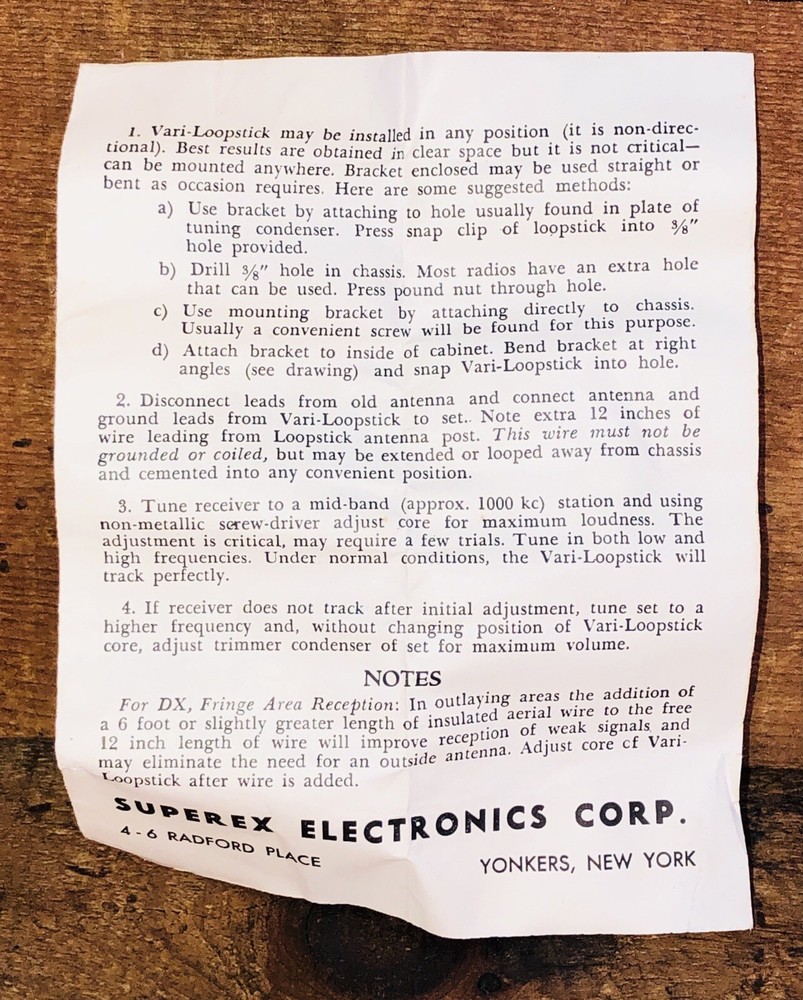 1. Vari-Loopstick may be installed in any position (it is non-direc-
tional). Best results are obtained in clear space but it is not critical—
can be mounted anywhere. Bracket enclosed may be used straight or
bent as occasion requires. Here are some suggested methods:
a) Use bracket by attaching to hole usually found in plate of
tuning condenser. Press snap clip of loopstick into 3/8"
hole provided.
b) Drill 3/8" hole in chassis. Most radios have an extra hole
that can be used. Press pound nut through hole.
c) Use mounting bracket by attaching directly to chassis.
Usually a convenient screw will be found for this purpose.
d) Attach bracket to inside of cabinet. Bend bracket at right
angles (see drawing) and snap Vari-Loopstick into hole.
2. Disconnect leads from old antenna and connect antenna and
ground leads from Vari-Loopstick to set.. Note extra 12 inches of
wire leading from Loopstick antenna post. This wire must not be
grounded or coiled, but may be extended or looped away from chassis
and cemented into any convenient position.
3. Tune receiver to a mid-band (approx. 1000 kc) station and using
non-metallic screw-driver adjust core for maximum loudness. The
adjustment is critical, may require a few trials. Tune in both low and
high frequencies. Under normal conditions, the Vari-Loopstick will
track perfectly.
4. If receiver does not track after initial adjustment, tune set to a
higher frequency and, without changing position of Vari-Loopstick
core, adjust trimmer condenser of set for maximum volume.
NOTES
For DX, Fringe Area Reception: In outlaying areas the addition of
a 6 foot or slightly greater length of insulated aerial wire to the free
12 inch length of wire will improve reception of weak signals and
may eliminate the need for an outside antenna. Adjust core cf Vari-
Loopstick after wire is added.
SUPEREX ELECTRONICS CORP.
4-6 RADFORD PLACE
YONKERS, NEW YORK